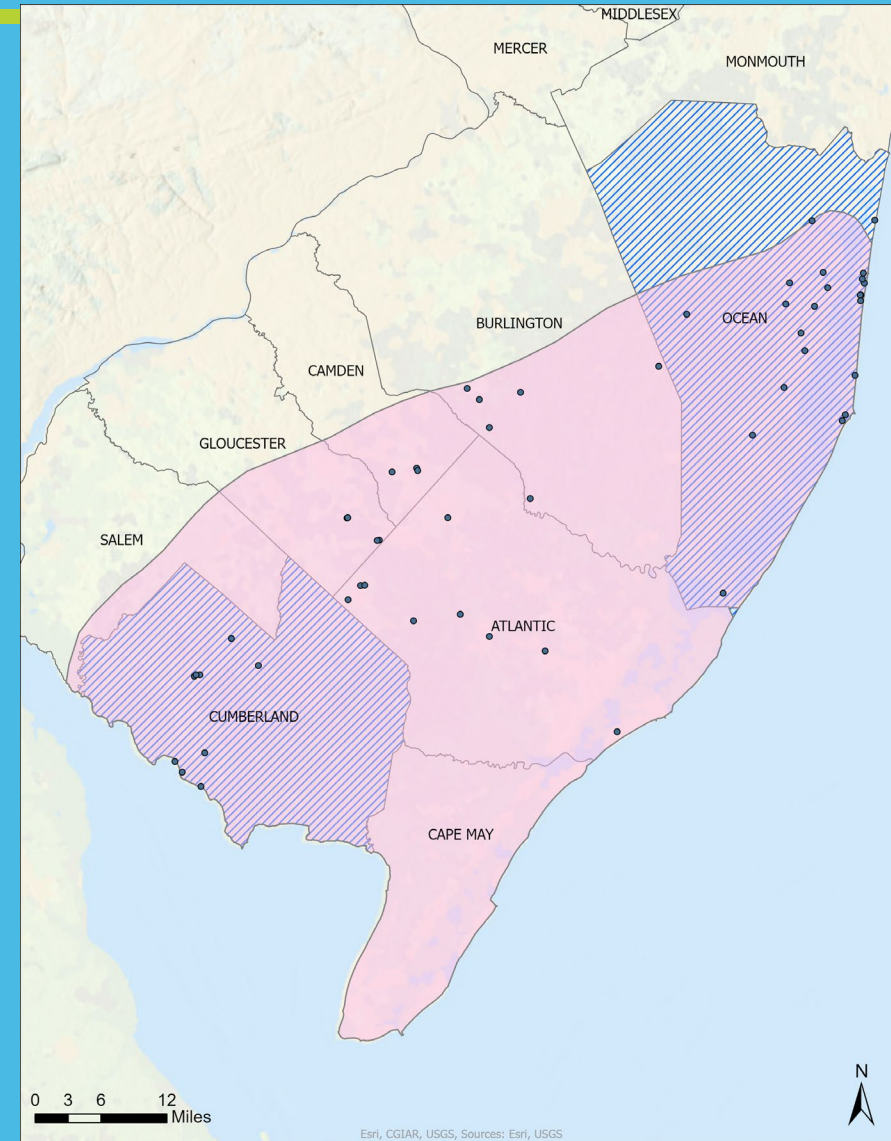 MIDDLESEX
MERCER
MONMOUTH
BURLINGTON
OCEAN
CAMDEN
GLOUCESTER
SALEM
ATLANTIC
CUMBERLAND
CAPE MAY
N
0 3 6 12
Miles
Esri, CGIAR, USGS, Sources: Esri, USGS